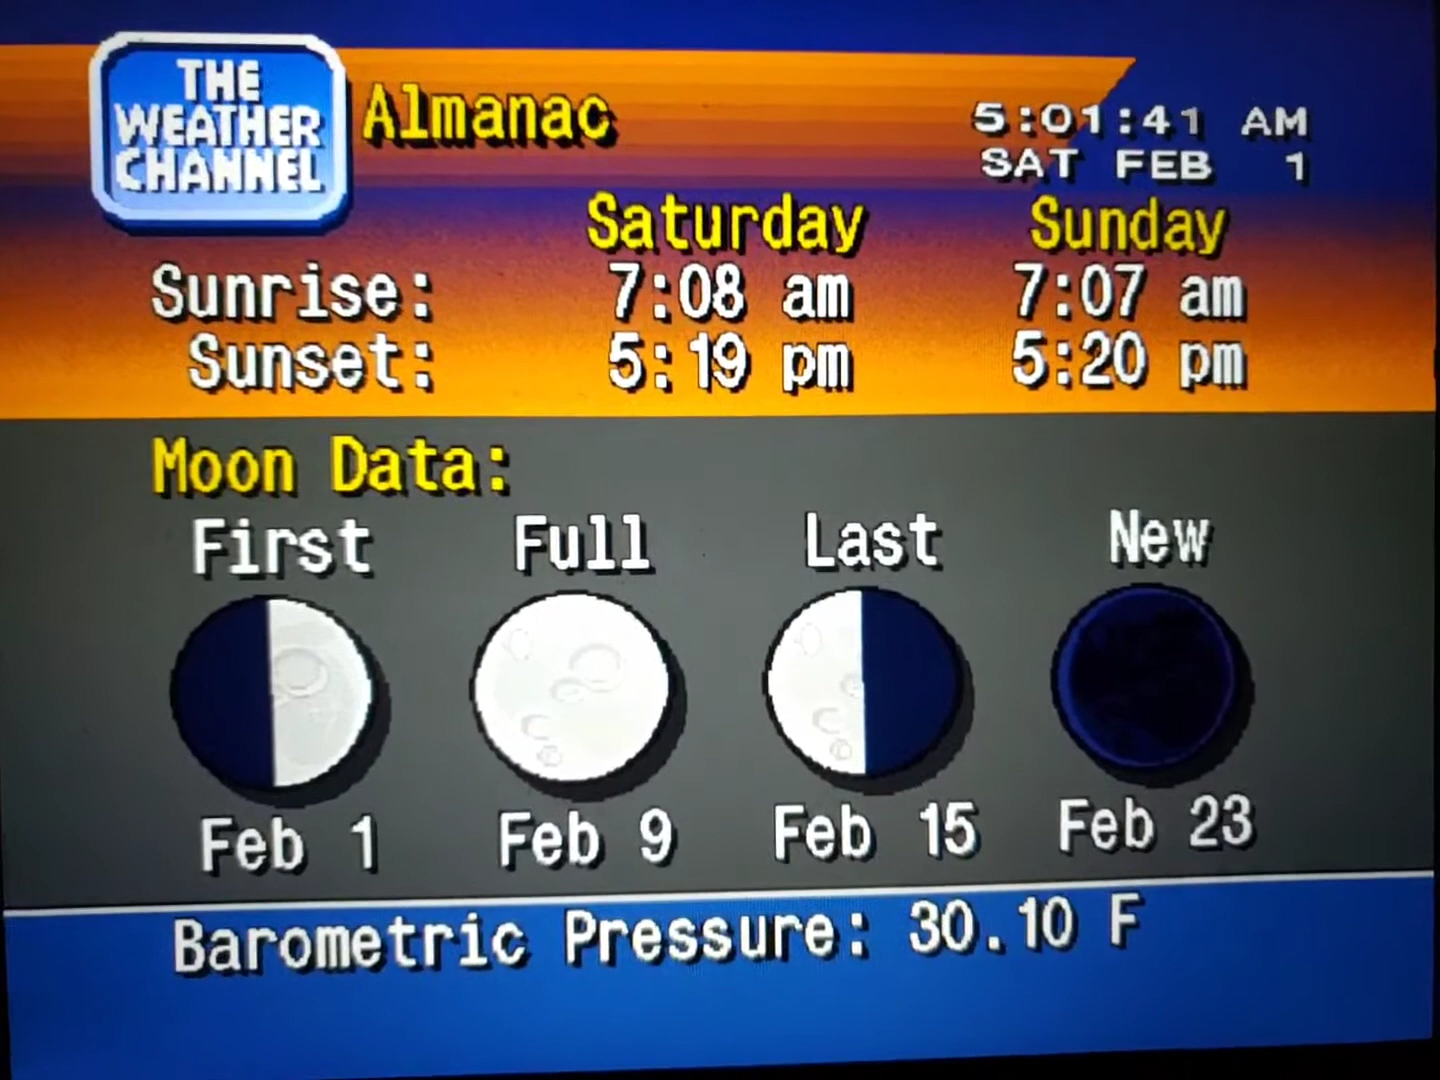 THE
WEATHER
CHANNEL
Almanac
5:01:41 AM
SAT FEB 1
Saturday Sunday
Sunrise: 7:08 am 7:07 am
Sunset: 5:19 pm 5:20 pm
Moon Data:
First Full Last New
Feb 1 Feb 9 Feb 15 Feb 23
Barometric Pressure: 30.10 F